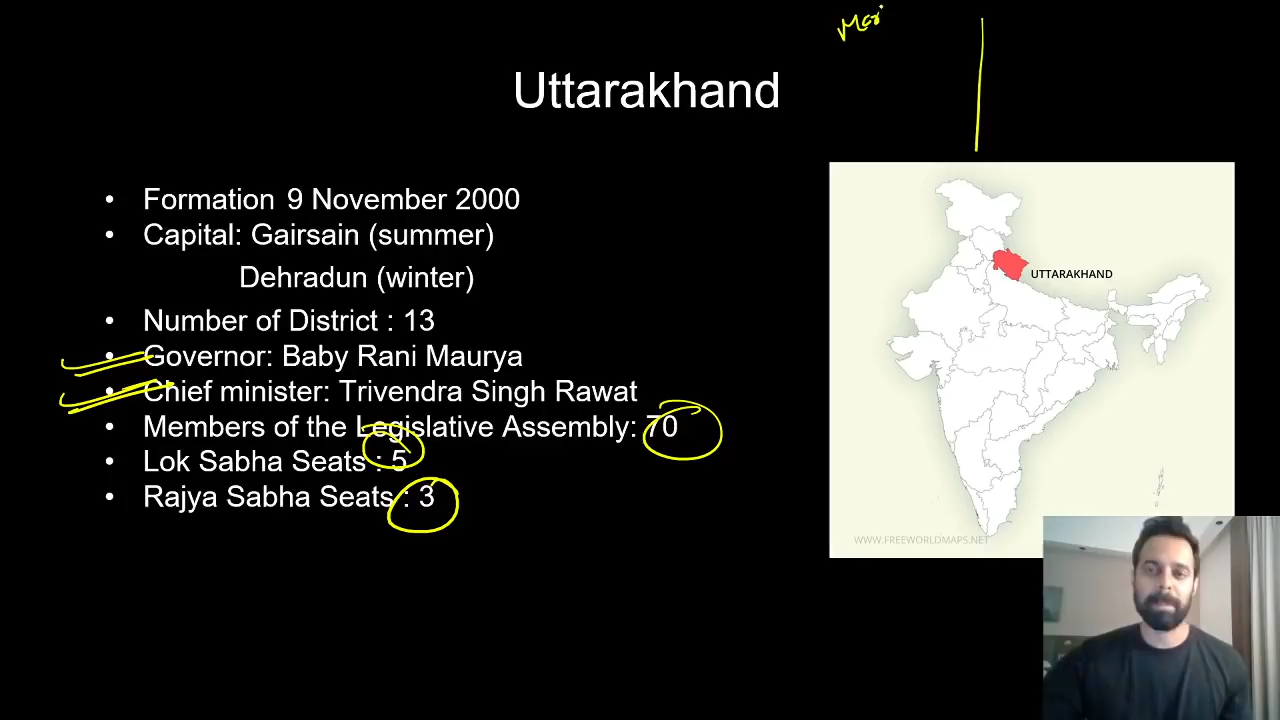 Uttarakhand
• Formation 9 November 2000
• Capital: Gairsain (summer)
Dehradun (winter)
• Number of District : 13
• Governor: Baby Rani Maurya
• Chief minister: Trivendra Singh Rawat
• Members of the Legislative Assembly: 70
• Lok Sabha Seats : 5
• Rajya Sabha Seats : 3
UTTARAKHAND
WWW.FREEWORLDMAPS.NET